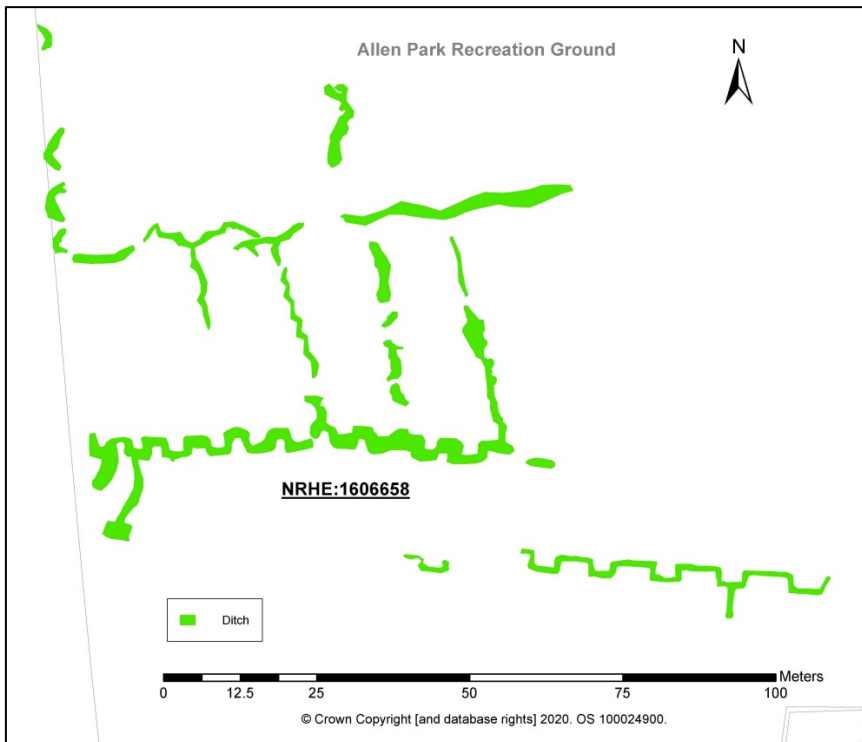 Allen Park Recreation Ground
N
NRHE:1606658
Ditch
Meters
0 12.5 25 50 75 100
© Crown Copyright [and database rights] 2020. OS 100024900.